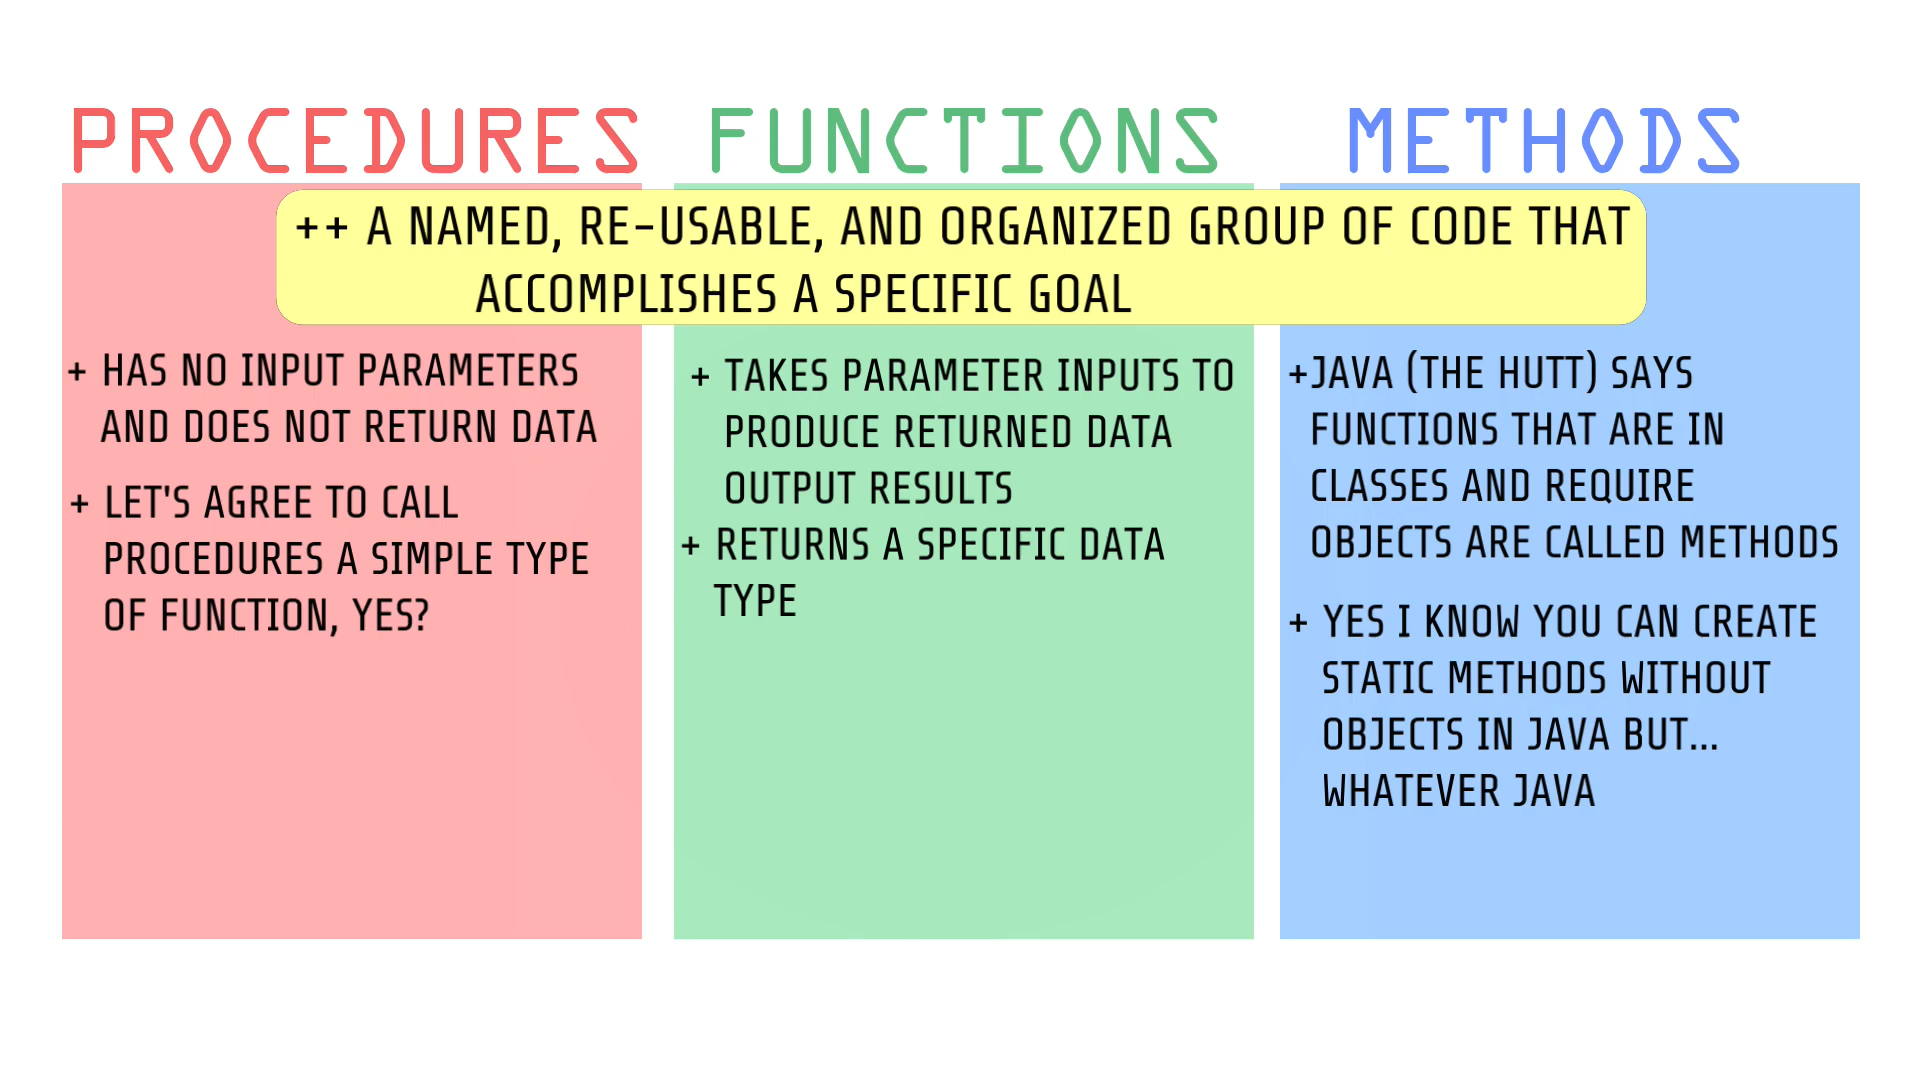 PROCEDURES FUNCTIONS METHODS
++ A NAMED, RE-USABLE, AND ORGANIZED GROUP OF CODE THAT
ACCOMPLISHES A SPECIFIC GOAL
+ HAS NO INPUT PARAMETERS
AND DOES NOT RETURN DATA
+ LET'S AGREE TO CALL
PROCEDURES A SIMPLE TYPE
OF FUNCTION, YES?
+ TAKES PARAMETER INPUTS TO
PRODUCE RETURNED DATA
OUTPUT RESULTS
+ RETURNS A SPECIFIC DATA
TYPE
+JAVA (THE HUTT) SAYS
FUNCTIONS THAT ARE IN
CLASSES AND REQUIRE
OBJECTS ARE CALLED METHODS
+ YES I KNOW YOU CAN CREATE
STATIC METHODS WITHOUT
OBJECTS IN JAVA BUT...
WHATEVER JAVA